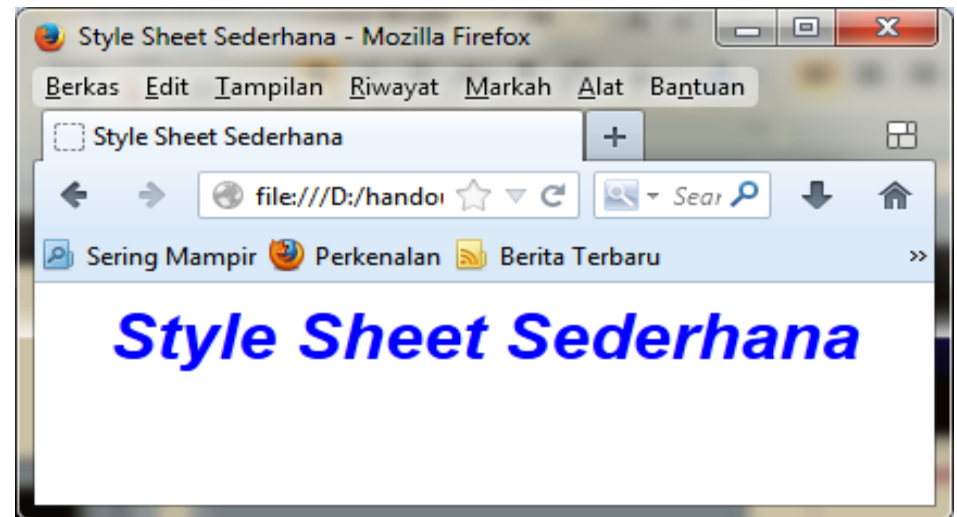 Style Sheet Sederhana - Mozilla Firefox
Berkas Edit Tampilan Riwayat Markah Alat Bantuan
Style Sheet Sederhana
file:///D:/handou Sear
Sering Mampir Perkenalan Berita Terbaru »
Style Sheet Sederhana